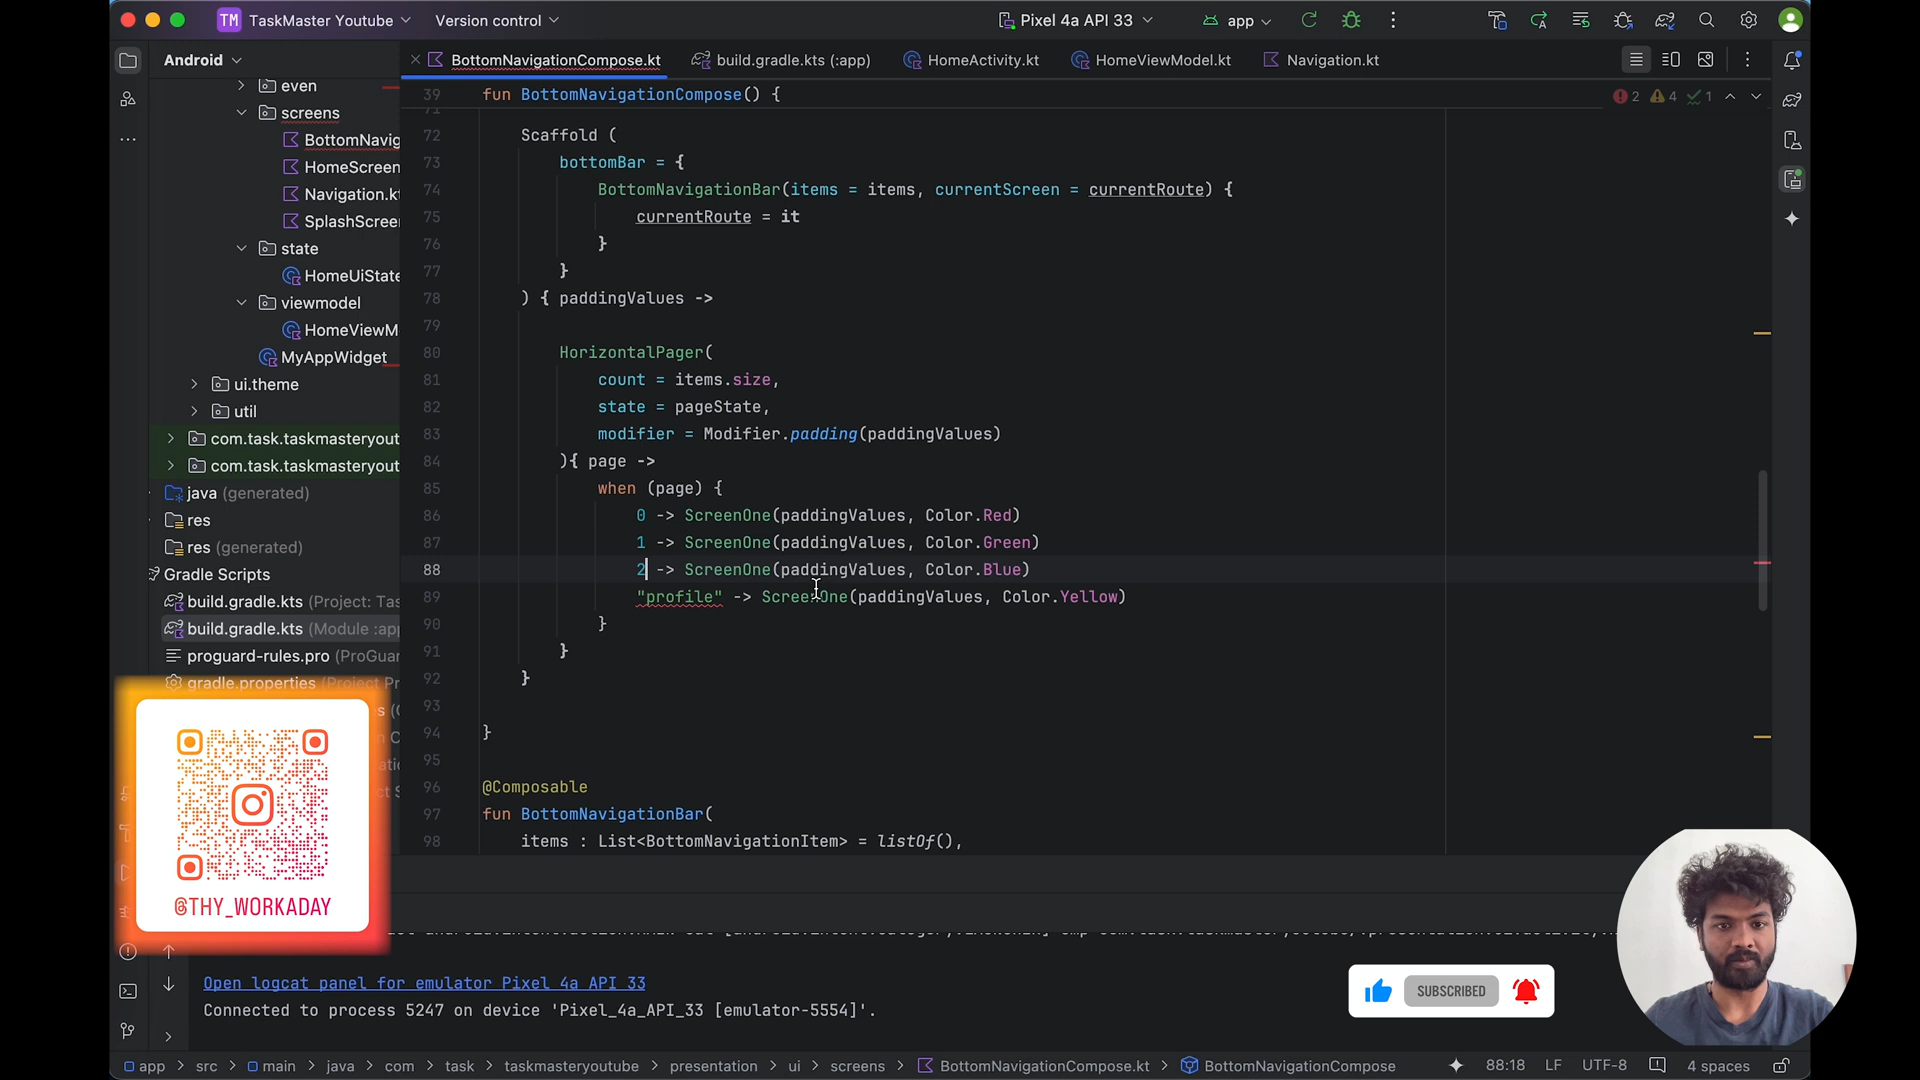 TM TaskMaster Youtube Version control Pixel 4a API 33 app
Android BottomNavigationCompose.kt build.gradle.kts (:app) HomeActivity.kt HomeViewModel.kt Navigation.kt
even
screens
BottomNavig
HomeScreen
Navigation.k
SplashScree
state
HomeUiState
viewmodel
HomeViewM
MyAppWidget
ui.theme
util
com.task.taskmasteryout
com.task.taskmasteryout
java (generated)
res
res (generated)
Gradle Scripts
build.gradle.kts (Project: Tas
build.gradle.kts (Module :app
proguard-rules.pro (ProGuar
gradle.properties (Project Pr
39 fun BottomNavigationCompose() { 2 4 1
71
72 Scaffold (
73 bottomBar = {
74 BottomNavigationBar(items = items, currentScreen = currentRoute) {
75 currentRoute = it
76 }
77 }
78 ) { paddingValues ->
79
80 HorizontalPager(
81 count = items.size,
82 state = pageState,
83 modifier = Modifier.padding(paddingValues)
84 ){ page ->
85 when (page) {
86 0 -> ScreenOne(paddingValues, Color.Red)
87 1 -> ScreenOne(paddingValues, Color.Green)
88 2 -> ScreenOne(paddingValues, Color.Blue)
89 "profile" -> ScreenOne(paddingValues, Color.Yellow)
90 }
91 }
92 }
93
94 }
95
96 @Composable
97 fun BottomNavigationBar(
98 items : List<BottomNavigationItem> = listOf(),
@THY_WORKADAY
Open logcat panel for emulator Pixel 4a API 33
Connected to process 5247 on device 'Pixel_4a_API_33 [emulator-5554]'.
SUBSCRIBED
app > src > main > java > com > task > taskmasteryoutube > presentation > ui > screens > BottomNavigationCompose.kt > BottomNavigationCompose 88:18 LF UTF-8 4 spaces